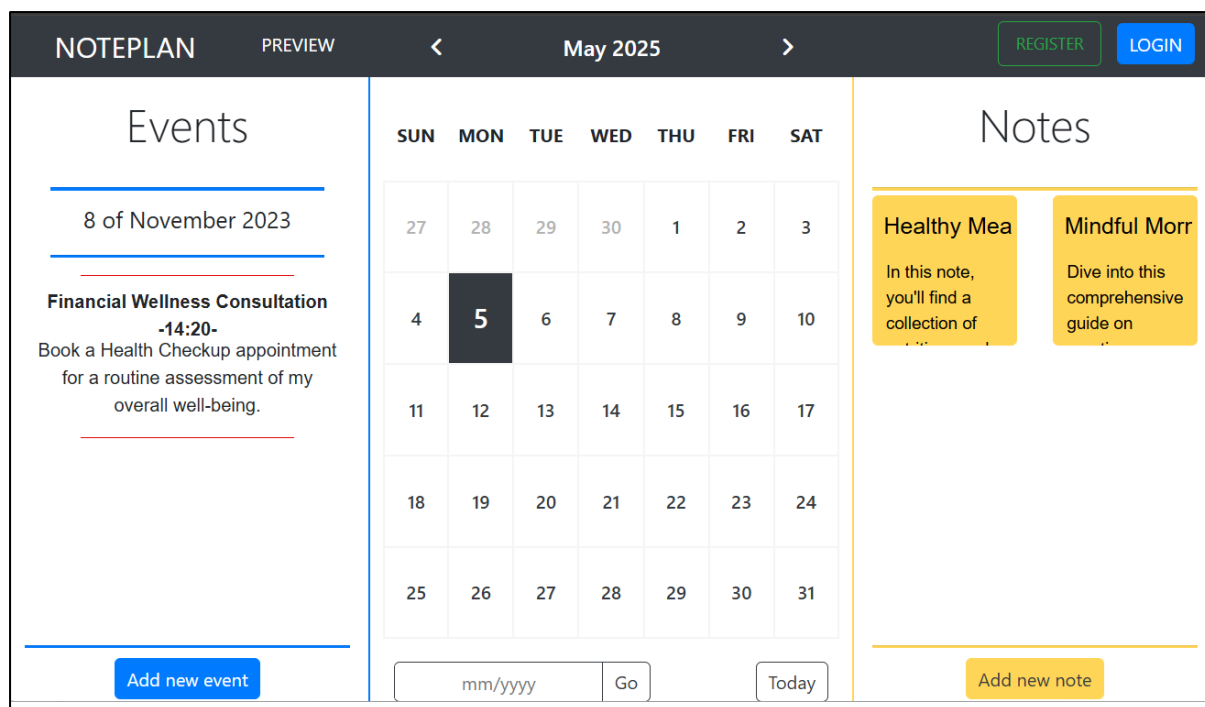 NOTEPLAN PREVIEW May 2025 REGISTER LOGIN
Events
8 of November 2023
Financial Wellness Consultation
-14:20-
Book a Health Checkup appointment
for a routine assessment of my
overall well-being.
Add new event
SUN MON TUE WED THU FRI SAT
27 28 29 30 1 2 3
4 5 6 7 8 9 10
11 12 13 14 15 16 17
18 19 20 21 22 23 24
25 26 27 28 29 30 31
mm/yyyy Go Today
Notes
Healthy Mea
In this note,
you'll find a
collection of
Mindful Morr
Dive into this
comprehensive
guide on
Add new note